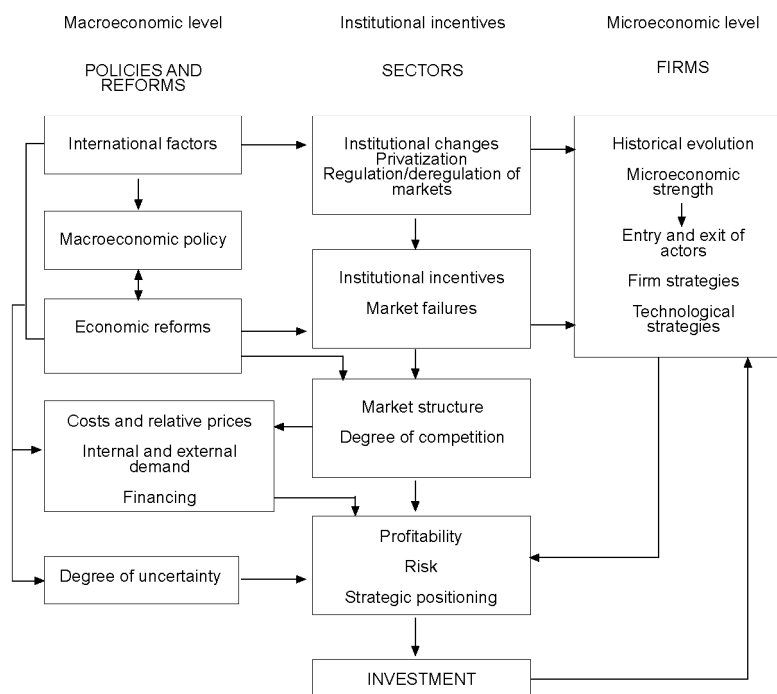 Macroeconomic level
POLICIES AND
REFORMS
International factors
Macroeconomic policy
Economic reforms
Costs and relative prices
Internal and external
demand
Financing
Degree of uncertainty
Institutional incentives
SECTORS
Institutional changes
Privatization
Regulation/deregulation of
markets
Institutional incentives
Market failures
Market structure
Degree of competition
Profitability
Risk
Strategic positioning
INVESTMENT
Microeconomic level
FIRMS
Historical evolution
Microeconomic
strength
Entry and exit of
actors
Firm strategies
Technological
strategies